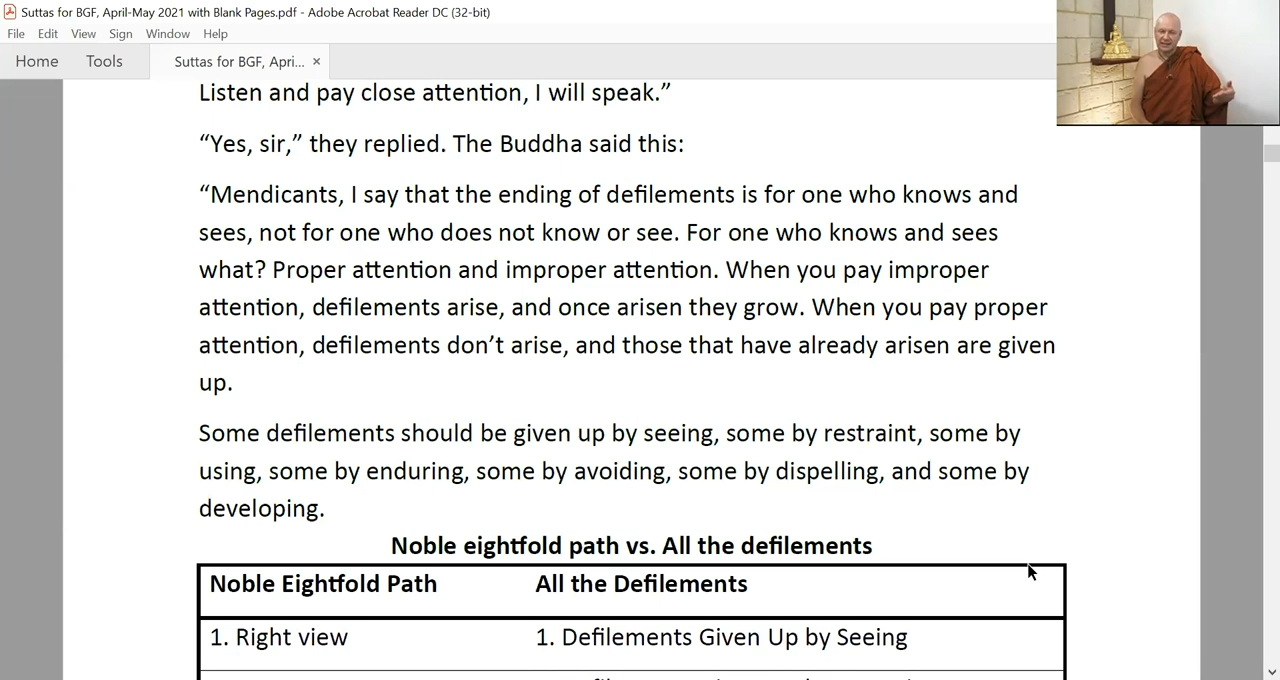 Suttas for BGF, April-May 2021 with Blank Pages.pdf - Adobe Acrobat Reader DC (32-bit)
File Edit View Sign Window Help
Home Tools Suttas for BGF, Apri... ×
Listen and pay close attention, I will speak.”
“Yes, sir,” they replied. The Buddha said this:
“Mendicants, I say that the ending of defilements is for one who knows and
sees, not for one who does not know or see. For one who knows and sees
what? Proper attention and improper attention. When you pay improper
attention, defilements arise, and once arisen they grow. When you pay proper
attention, defilements don’t arise, and those that have already arisen are given
up.
Some defilements should be given up by seeing, some by restraint, some by
using, some by enduring, some by avoiding, some by dispelling, and some by
developing.
Noble eightfold path vs. All the defilements
Noble Eightfold Path All the Defilements
1. Right view 1. Defilements Given Up by Seeing